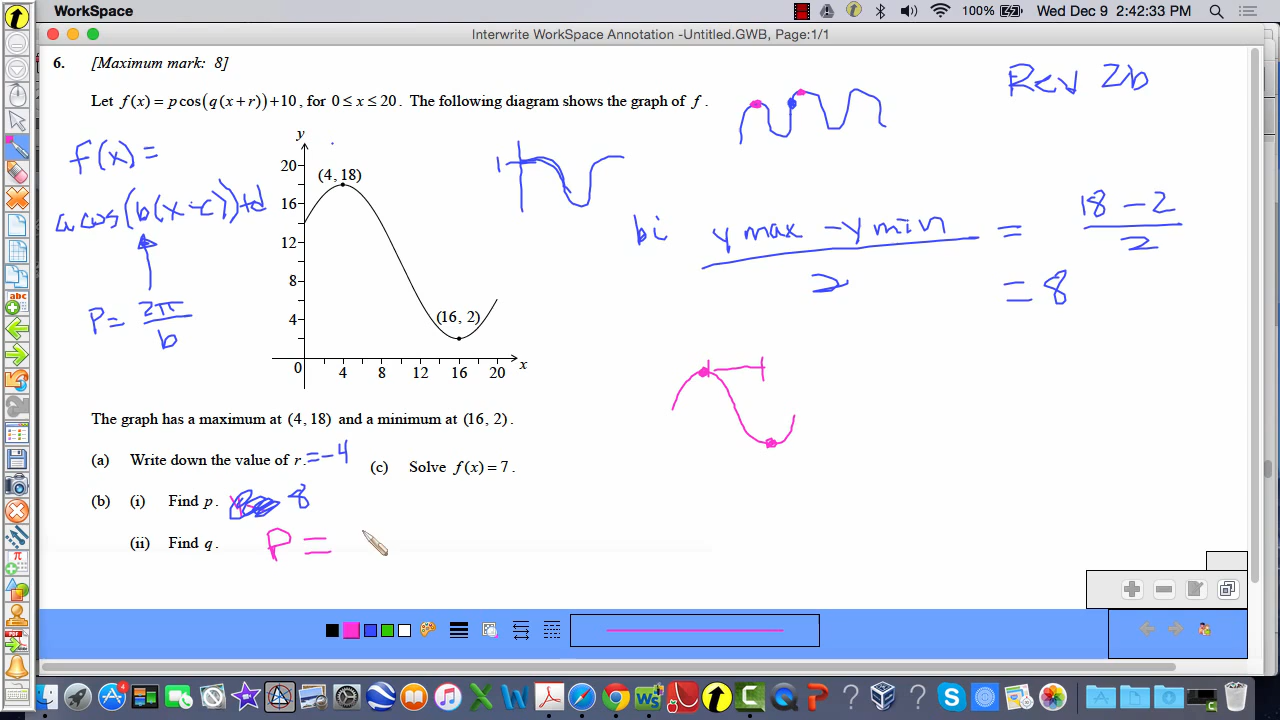 WorkSpace
100%
Wed Dec 9 2:42:33 PM
Interwrite WorkSpace Annotation -Untitled.GWB, Page:1/1
6. [Maximum mark: 8]
Rev 2b
Let f(x) = p cos(q(x + r)) + 10, for 0 ≤ x ≤ 20. The following diagram shows the graph of f.
f(x) =
a cos(b(x-c))+d
P = 2π/b
y
20
16
12
8
4
0
4
8
12
16
20
x
(4, 18)
(16, 2)
1
bi
y max - y min / 2 = 18 - 2 / 2
= 8
The graph has a maximum at (4, 18) and a minimum at (16, 2).
(a) Write down the value of r. = -4
(c) Solve f(x) = 7.
(b) (i) Find p. 8
(ii) Find q. P =
abc
π
PDF
4